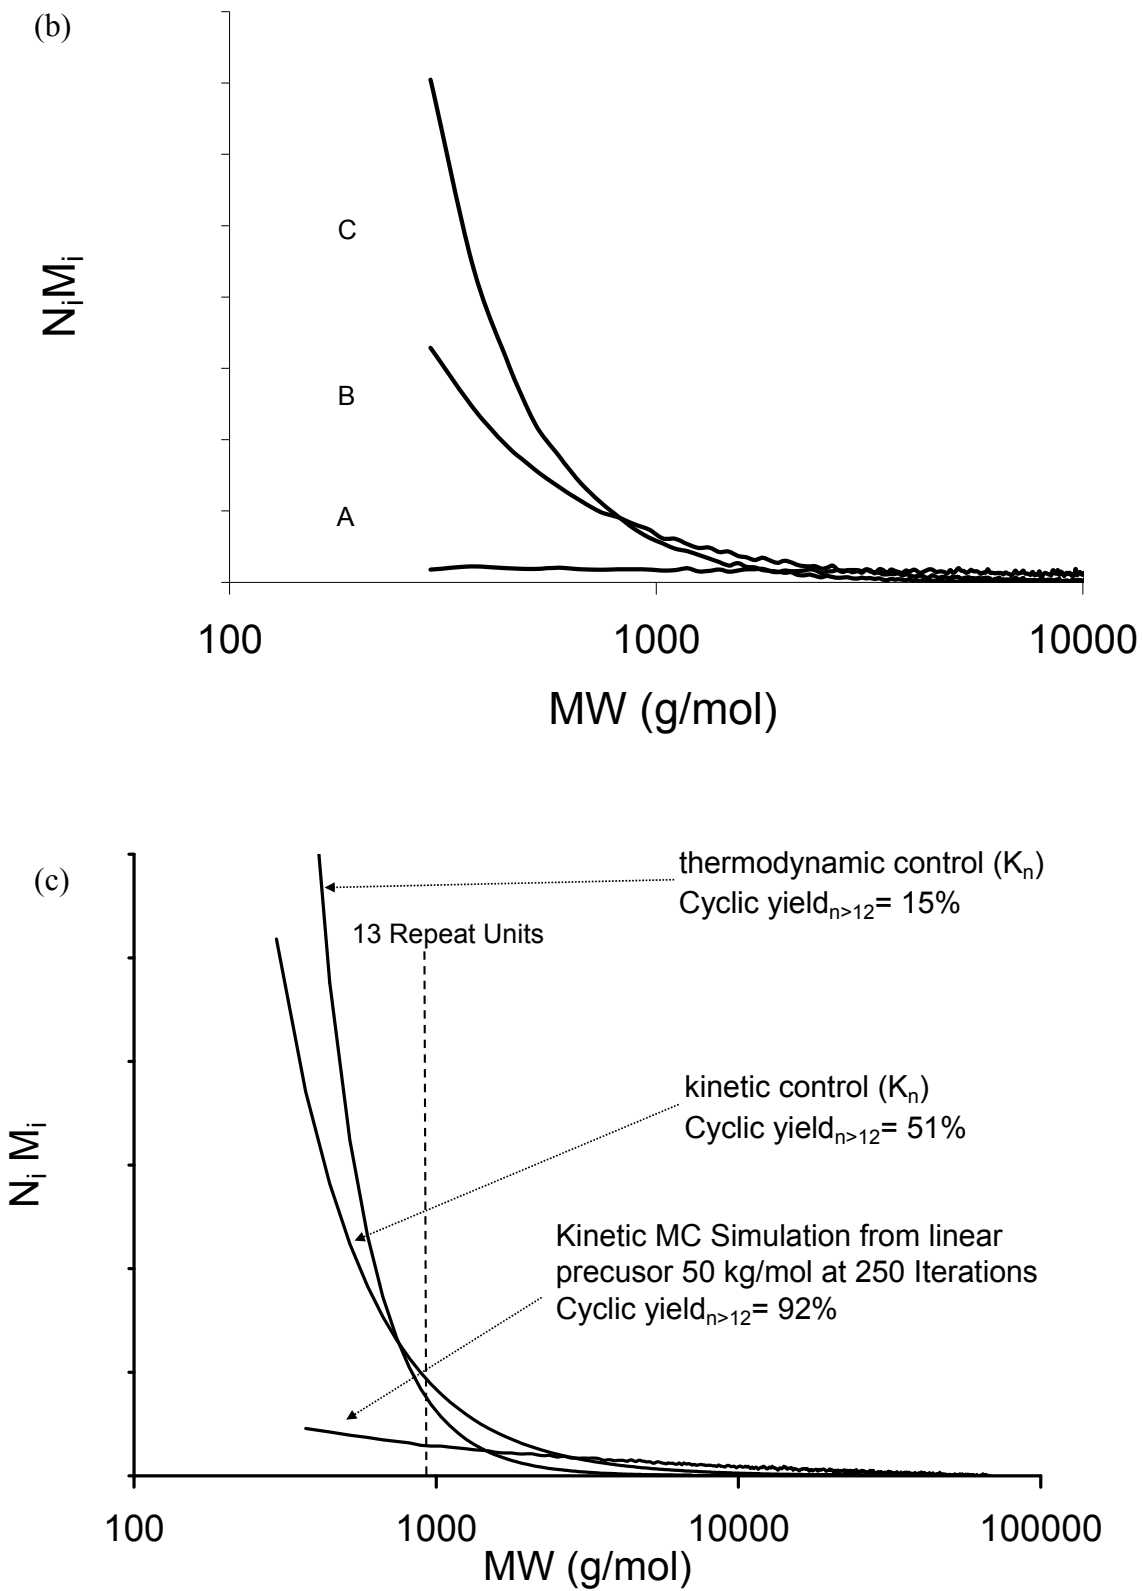 (b)
C
B
A
NᵢMᵢ
100 1000 10000
MW (g/mol)
(c)
thermodynamic control (Kₙ)
Cyclic yieldₙ>₁₂= 15%
13 Repeat Units
kinetic control (Kₙ)
Cyclic yieldₙ>₁₂= 51%
Kinetic MC Simulation from linear
precusor 50 kg/mol at 250 Iterations
Cyclic yieldₙ>₁₂= 92%
Nᵢ Mᵢ
100 1000 10000 100000
MW (g/mol)